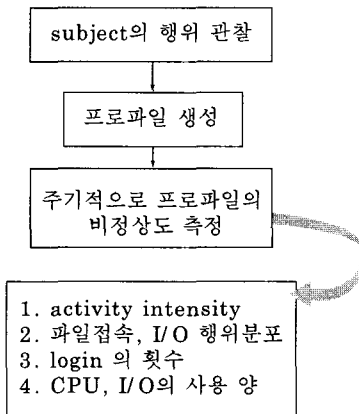 subject의 행위 관찰
프로파일 생성
주기적으로 프로파일의
비정상도 측정
1. activity intensity
2. 파일접속, I/O 행위분포
3. login 의 횟수
4. CPU, I/O의 사용 양